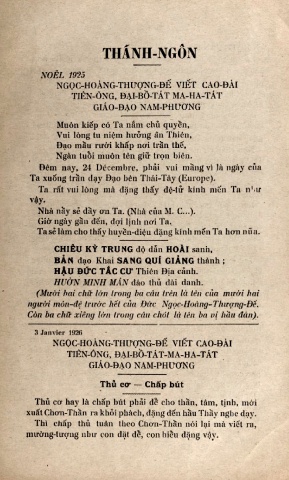 THÁNH-NGÔN
NOÊL 1925
NGỌC-HOÀNG-THƯỢNG-ĐẾ VIẾT CAO-ĐÀI
TIÊN-ÔNG, ĐẠI-BỒ-TÁT MA-HA-TÁT
GIÁO-ĐẠO NAM-PHƯƠNG
Muôn kiếp có Ta nắm chủ quyền,
Vui lòng tu niệm hưởng ân Thiên,
Đạo mầu rưới khắp nơi trần thế,
Ngàn tuổi muôn tên giữ trọn biên.
Đêm nay, 24 Décembre, phải vui mầng vì là ngày của
Ta xuống trần dạy Đạo bên Thái-Tây (Europe).
Ta rất vui lòng mà đặng thấy đệ-tử kính mến Ta như
vậy.
Nhà nầy sẽ đầy ơn Ta. (Nhà của M. C...).
Giờ ngày gần đến, đợi lịnh nơi Ta.
Ta sẽ làm cho thấy huyền-diệu đặng kính mến Ta hơn nữa.
CHIÊU KỲ TRUNG độ dẫn HOÀI sanh,
BẢN đạo Khai SANG QUÍ GIẢNG thành;
HẬU ĐỨC TẮC CƯ Thiên Địa cảnh.
HƯỚN MINH MÂN đáo thủ đài danh.
(Mười hai chữ lớn trong ba câu trên là tên của mười hai
người môn-đệ trước hết của Đức Ngọc-Hoàng-Thượng-Đế.
Còn ba chữ xiêng lớn trong câu chót là tên ba vị hầu đàn).
3 Janvier 1926
NGỌC-HOÀNG-THƯỢNG-ĐẾ VIẾT CAO-ĐÀI
TIÊN-ÔNG, ĐẠI-BỒ-TÁT-MA-HA-TÁT
GIÁO-ĐẠO NAM-PHƯƠNG
Thủ cơ — Chấp bút
Thủ cơ hay là chấp bút phải để cho thần, tâm, tịnh, mới
xuất Chơn-Thần ra khỏi phách, đặng đến hầu Thầy nghe dạy.
Thì chấp thủ tuân theo Chơn-Thần nói lại mà viết ra,
mường-tượng như con dắt đế, con hiểu đặng vậy.